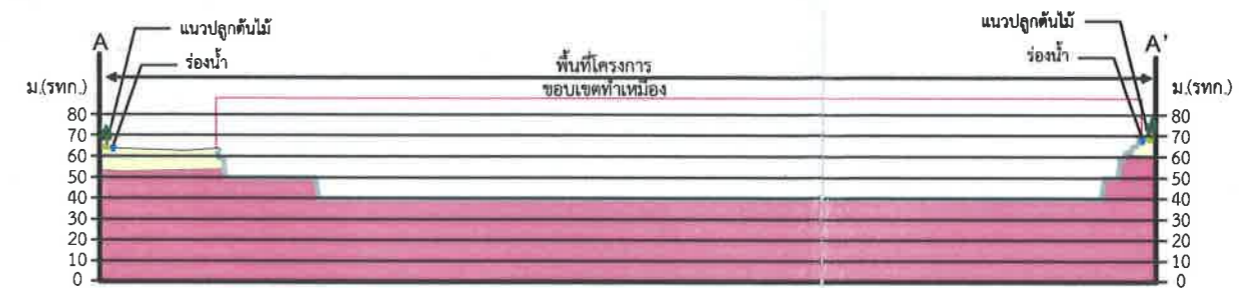 แนวปลูกต้นไม้
แนวปลูกต้นไม้
A
A'
ร่องน้ำ
ร่องน้ำ
พื้นที่โครงการ
ม.(รทก.)
ม.(รทก.)
ขอบเขตทำเหมือง
80
80
70
70
60
60
50
50
40
40
30
30
20
20
10
10
0
0